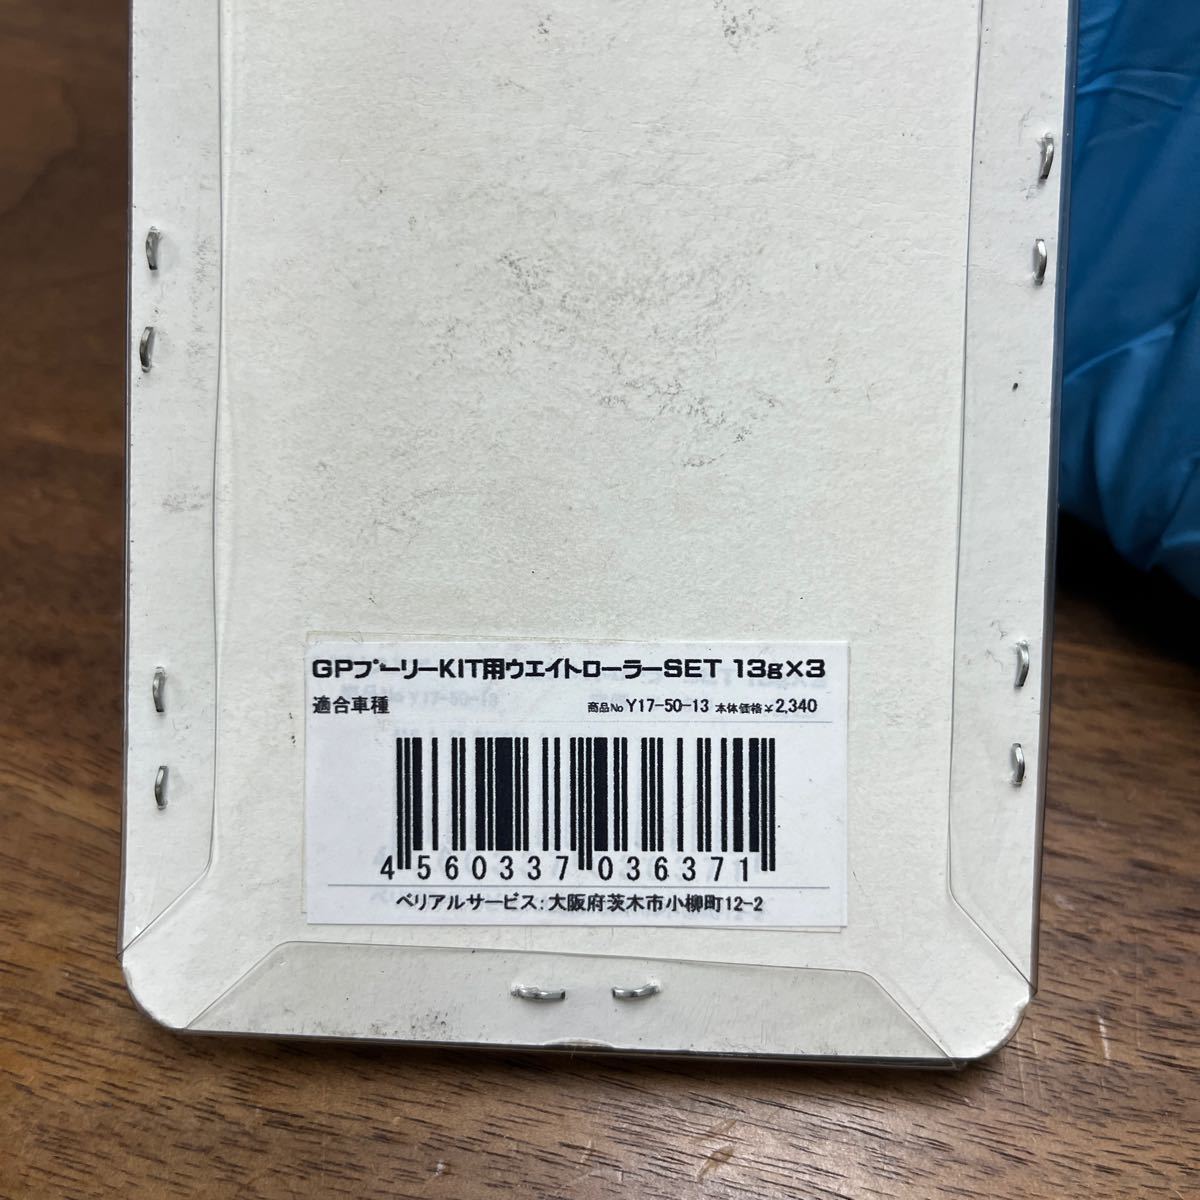 GPプーリーKIT用ウエイトローラーSET 13g×3
適合車種 商品No Y17-50-13 本体価格¥2,340
4 560337 036371
ベリアルサービス:大阪府茨木市小柳町12-2